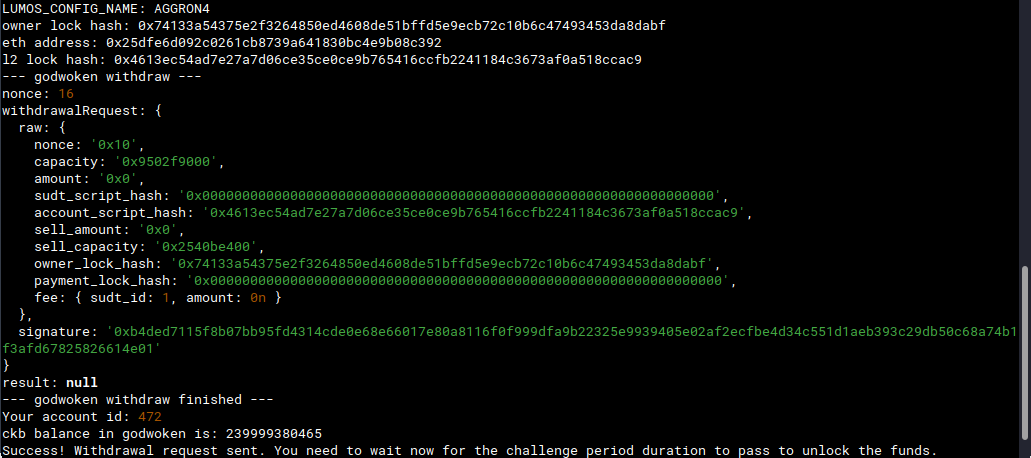 LUMOS_CONFIG_NAME: AGGRON4
owner lock hash: 0x74133a54375e2f3264850ed4608de51bffd5e9ecb72c10b6c47493453da8dabf
eth address: 0x25dfe6d092c0261cb8739a641830bc4e9b08c392
l2 lock hash: 0x4613ec54ad7e27a7d06ce35ce0ce9b765416ccfb2241184c3673af0a518ccac9
--- godwoken withdraw ---
nonce: 16
withdrawalRequest: {
  raw: {
    nonce: '0x10',
    capacity: '0x9502f9000',
    amount: '0x0',
    sudt_script_hash: '0x0000000000000000000000000000000000000000000000000000000000000000',
    account_script_hash: '0x4613ec54ad7e27a7d06ce35ce0ce9b765416ccfb2241184c3673af0a518ccac9',
    sell_amount: '0x0',
    sell_capacity: '0x2540be400',
    owner_lock_hash: '0x74133a54375e2f3264850ed4608de51bffd5e9ecb72c10b6c47493453da8dabf',
    payment_lock_hash: '0x0000000000000000000000000000000000000000000000000000000000000000',
    fee: { sudt_id: 1, amount: 0n }
  },
  signature: '0xb4ded7115f8b07bb95fd4314cde0e68e66017e80a8116f0f999dfa9b22325e9939405e02af2ecfbe4d34c551d1aeb393c29db50c68a74b1
f3afd67825826614e01'
}
result: null
--- godwoken withdraw finished ---
Your account id: 472
ckb balance in godwoken is: 239999380465
Success! Withdrawal request sent. You need to wait now for the challenge period duration to pass to unlock the funds.